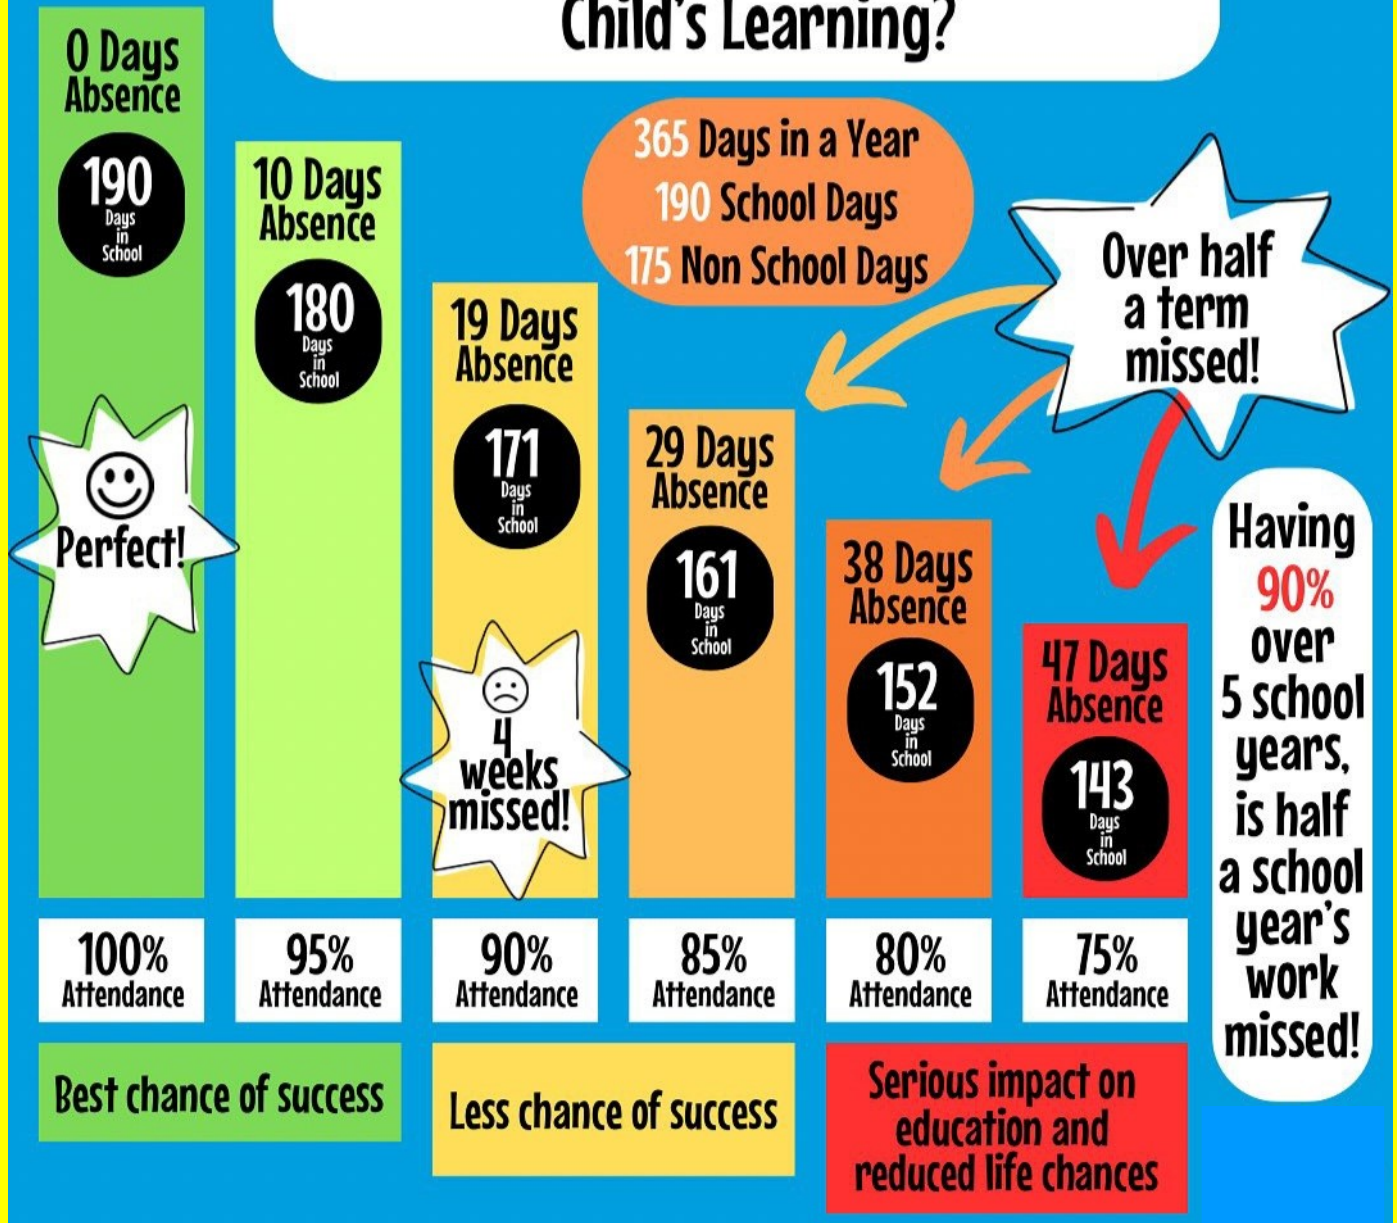 Child's Learning?
0 Days
Absence
190
Days
in
School
Perfect!
10 Days
Absence
180
Days
in
School
19 Days
Absence
171
Days
in
School
4
weeks
missed!
365 Days in a Year
190 School Days
175 Non School Days
29 Days
Absence
161
Days
in
School
38 Days
Absence
152
Days
in
School
47 Days
Absence
143
Days
in
School
Over half
a term
missed!
Having
90%
over
5 school
years,
is half
a school
year's
work
missed!
100%
Attendance
95%
Attendance
90%
Attendance
85%
Attendance
80%
Attendance
75%
Attendance
Best chance of success
Less chance of success
Serious impact on
education and
reduced life chances